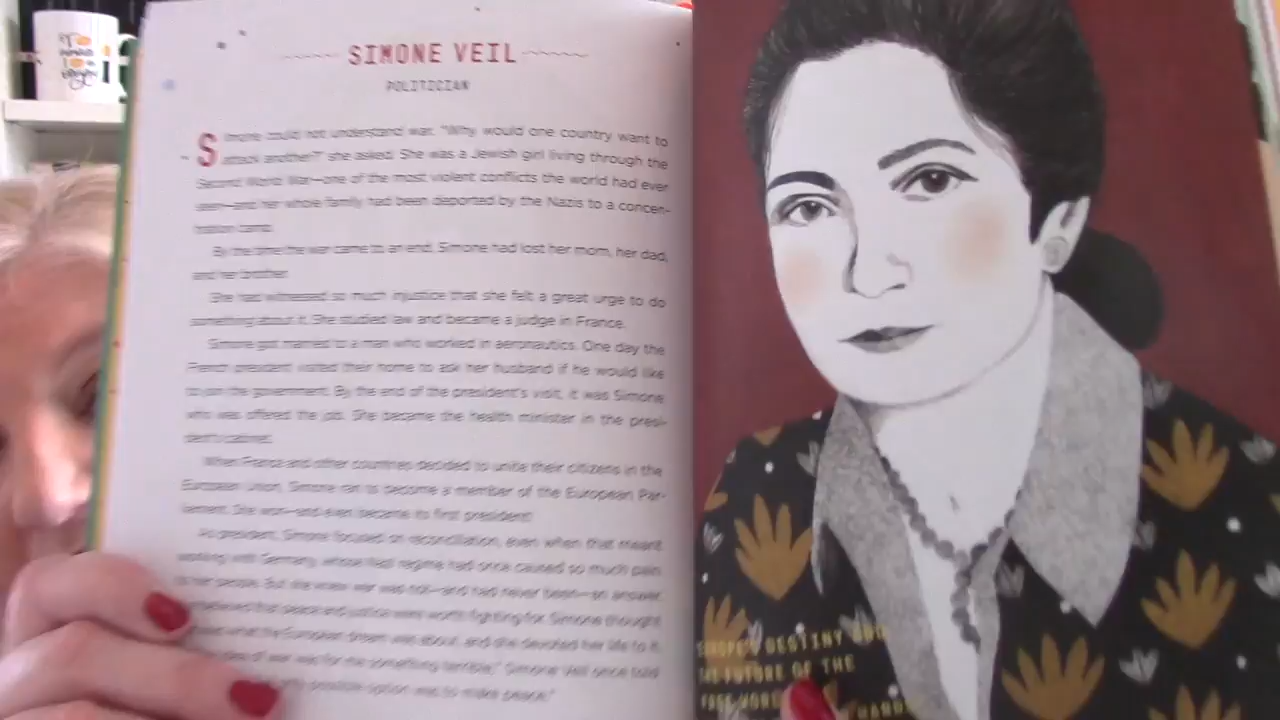 SIMONE VEIL
POLITICIAN
Simone could not understand war. "Why would one country want to
attack another?" she asked. She was a Jewish girl living through the
Second World War—one of the most violent conflicts the world had ever
seen—and her whole family had been deported by the Nazis to a concen-
tration camp.
By the time the war came to an end, Simone had lost her mom, her dad,
and her brother.
She had witnessed so much injustice that she felt a great urge to do
something about it. She studied law and became a judge in France.
Simone got married to a man who worked in aeronautics. One day the
French president visited their home to ask her husband if he would like
to join the government. By the end of the president's visit, it was Simone
who was offered the job. She became the health minister in the presi-
dent's cabinet.
When France and other countries decided to unite their citizens in the
European Union, Simone ran to become a member of the European Par-
liament. She won—and even became its first president!
As president, Simone focused on reconciliation, even when that meant
working with Germany, whose Nazi regime had once caused so much pain
to her people. But she knew war was not—and had never been—an answer.
believed that peace and justice were worth fighting for. Simone thought
what the European dream was about, and she devoted her life to it.
of war was for me something terrible," Simone Veil once told
possible option was to make peace."
DESTINY AND
THE FUTURE OF THE
FREE WORLD